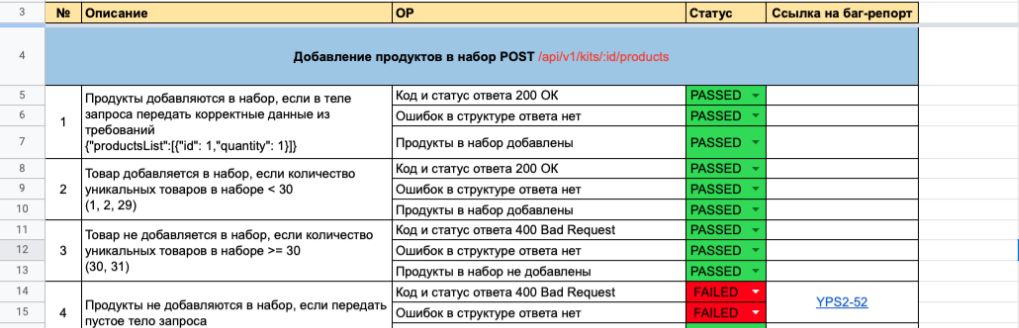 3 № Описание ОР Статус Ссылка на баг-репорт
4 Добавление продуктов в набор POST /api/v1/kits/:id/products
5 Код и статус ответа 200 ОК PASSED
6 Ошибок в структуре ответа нет PASSED
7 Продукты в набор добавлены PASSED
1 Продукты добавляются в набор, если в теле
запроса передать корректные данные из
требований
{"productsList":[{"id": 1,"quantity": 1}]}
8 Код и статус ответа 200 ОК PASSED
9 Ошибок в структуре ответа нет PASSED
10 Продукты в набор добавлены PASSED
2 Товар добавляется в набор, если количество
уникальных товаров в наборе < 30
(1, 2, 29)
11 Код и статус ответа 400 Bad Request PASSED
12 Ошибок в структуре ответа нет PASSED
13 Продукты в набор не добавлены PASSED
3 Товар не добавляется в набор, если количество
уникальных товаров в наборе >= 30
(30, 31)
14 Код и статус ответа 400 Bad Request FAILED
15 Ошибок в структуре ответа нет FAILED
4 Продукты не добавляются в набор, если передать
пустое тело запроса
YPS2-52